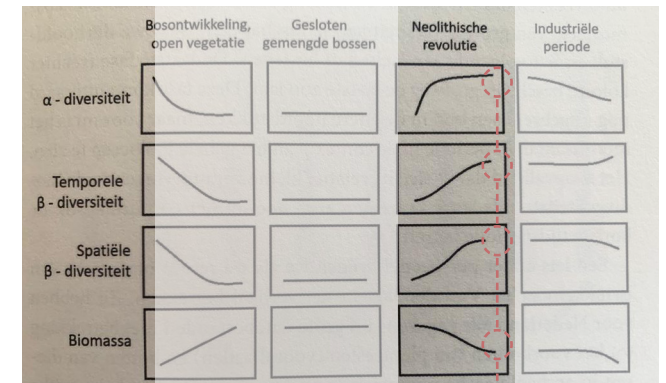 Bosontwikkeling,
open vegetatie
Gesloten
gemengde bossen
Neolithische
revolutie
Industriële
periode
α - diversiteit
Temporele
β - diversiteit
Spatiële
β - diversiteit
Biomassa